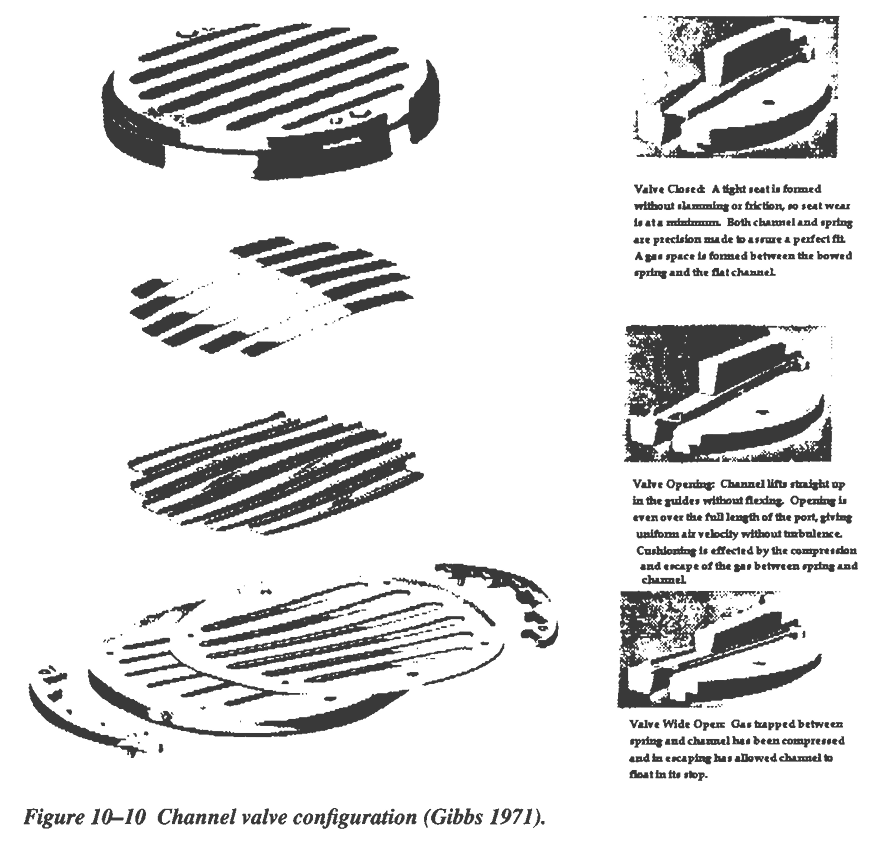 Valve Closed: A tight seat is formed
without slamming or friction, so seat wear
is at a minimum. Both channel and spring
are precision made to assure a perfect fit.
A gas space is formed between the bowed
spring and the flat channel.
Valve Opening: Channel lifts straight up
in the guides without flexing. Opening is
even over the full length of the port, giving
uniform air velocity without turbulence.
Cushioning is effected by the compression
and escape of the gas between spring and
channel.
Valve Wide Open: Gas trapped between
spring and channel has been compressed
and in escaping has allowed channel to
float in its stop.
Figure 10–10 Channel valve configuration (Gibbs 1971).